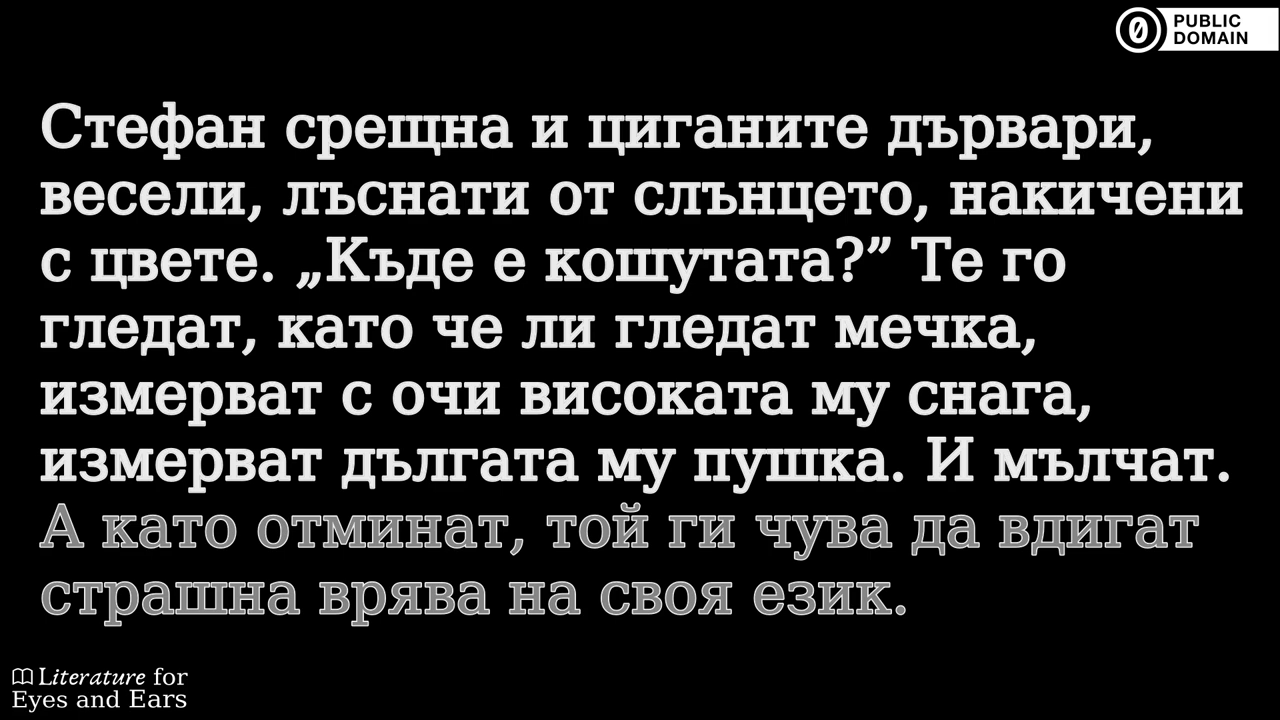 PUBLIC
DOMAIN
Стефан срещна и циганите дървари,
весели, лъснати от слънцето, накичени
с цвете. „Къде е кошутата?” Те го
гледат, като че ли гледат мечка,
измерват с очи високата му снага,
измерват дългата му пушка. И мълчат.
А като отминат, той ги чува да вдигат
страшна врява на своя език.
Literature for
Eyes and Ears